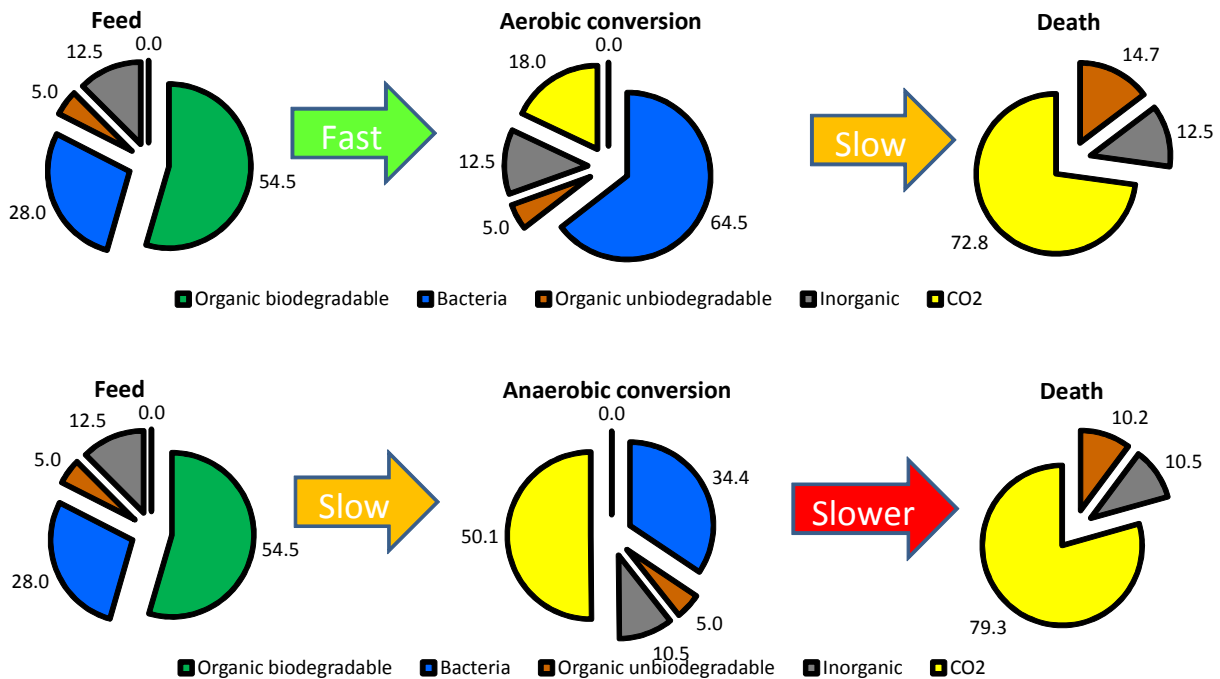 Feed
Aerobic conversion
Death
0.0
12.5
5.0
28.0
54.5
Fast
0.0
18.0
12.5
5.0
64.5
Slow
14.7
12.5
72.8
Organic biodegradable Bacteria Organic unbiodegradable Inorganic CO2
Feed
Anaerobic conversion
Death
0.0
12.5
5.0
28.0
54.5
Slow
0.0
34.4
50.1
5.0
10.5
Slower
10.2
10.5
79.3
Organic biodegradable Bacteria Organic unbiodegradable Inorganic CO2